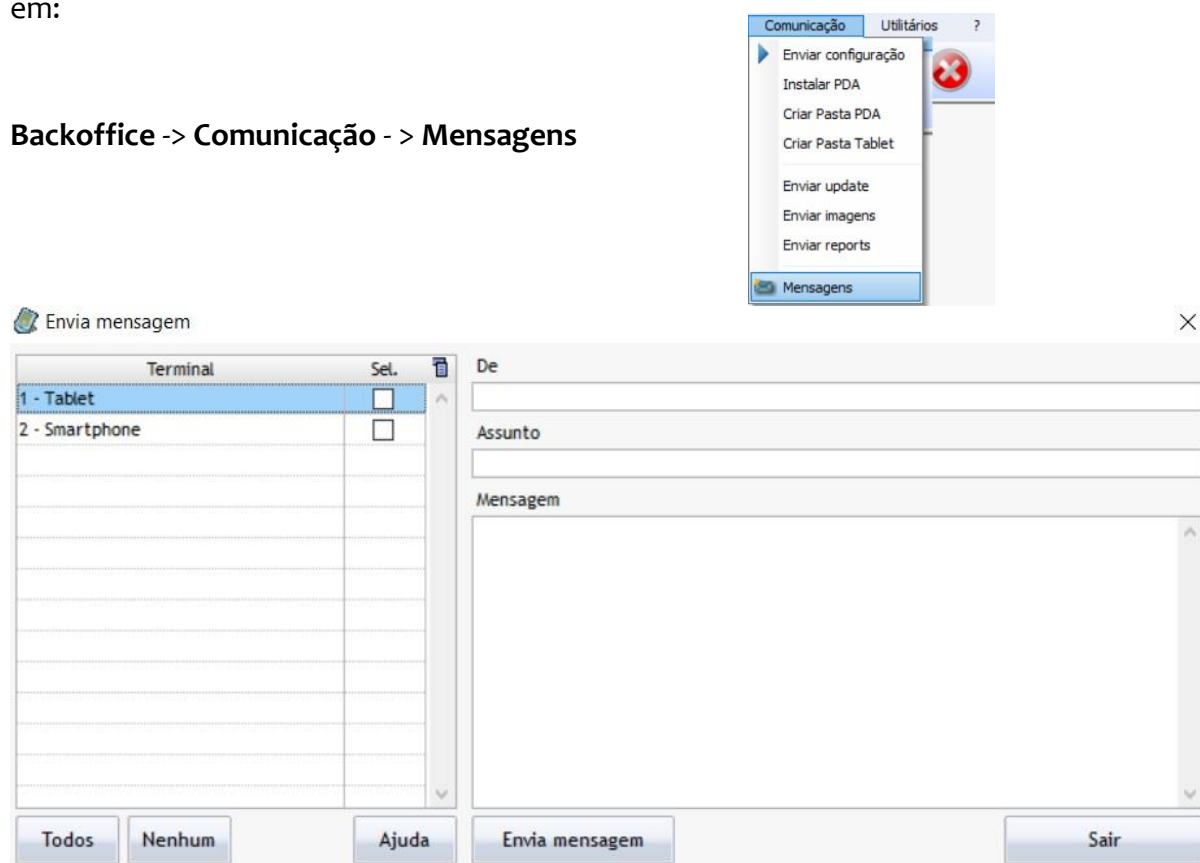 em:
Comunicação Utilitários ?
Enviar configuração
Instalar PDA
Criar Pasta PDA
Criar Pasta Tablet
Enviar update
Enviar imagens
Enviar reports
Mensagens
Backoffice -> Comunicação - > Mensagens
Envia mensagem
Terminal Sel.
1 - Tablet
2 - Smartphone
De
Assunto
Mensagem
Todos Nenhum Ajuda Envia mensagem Sair